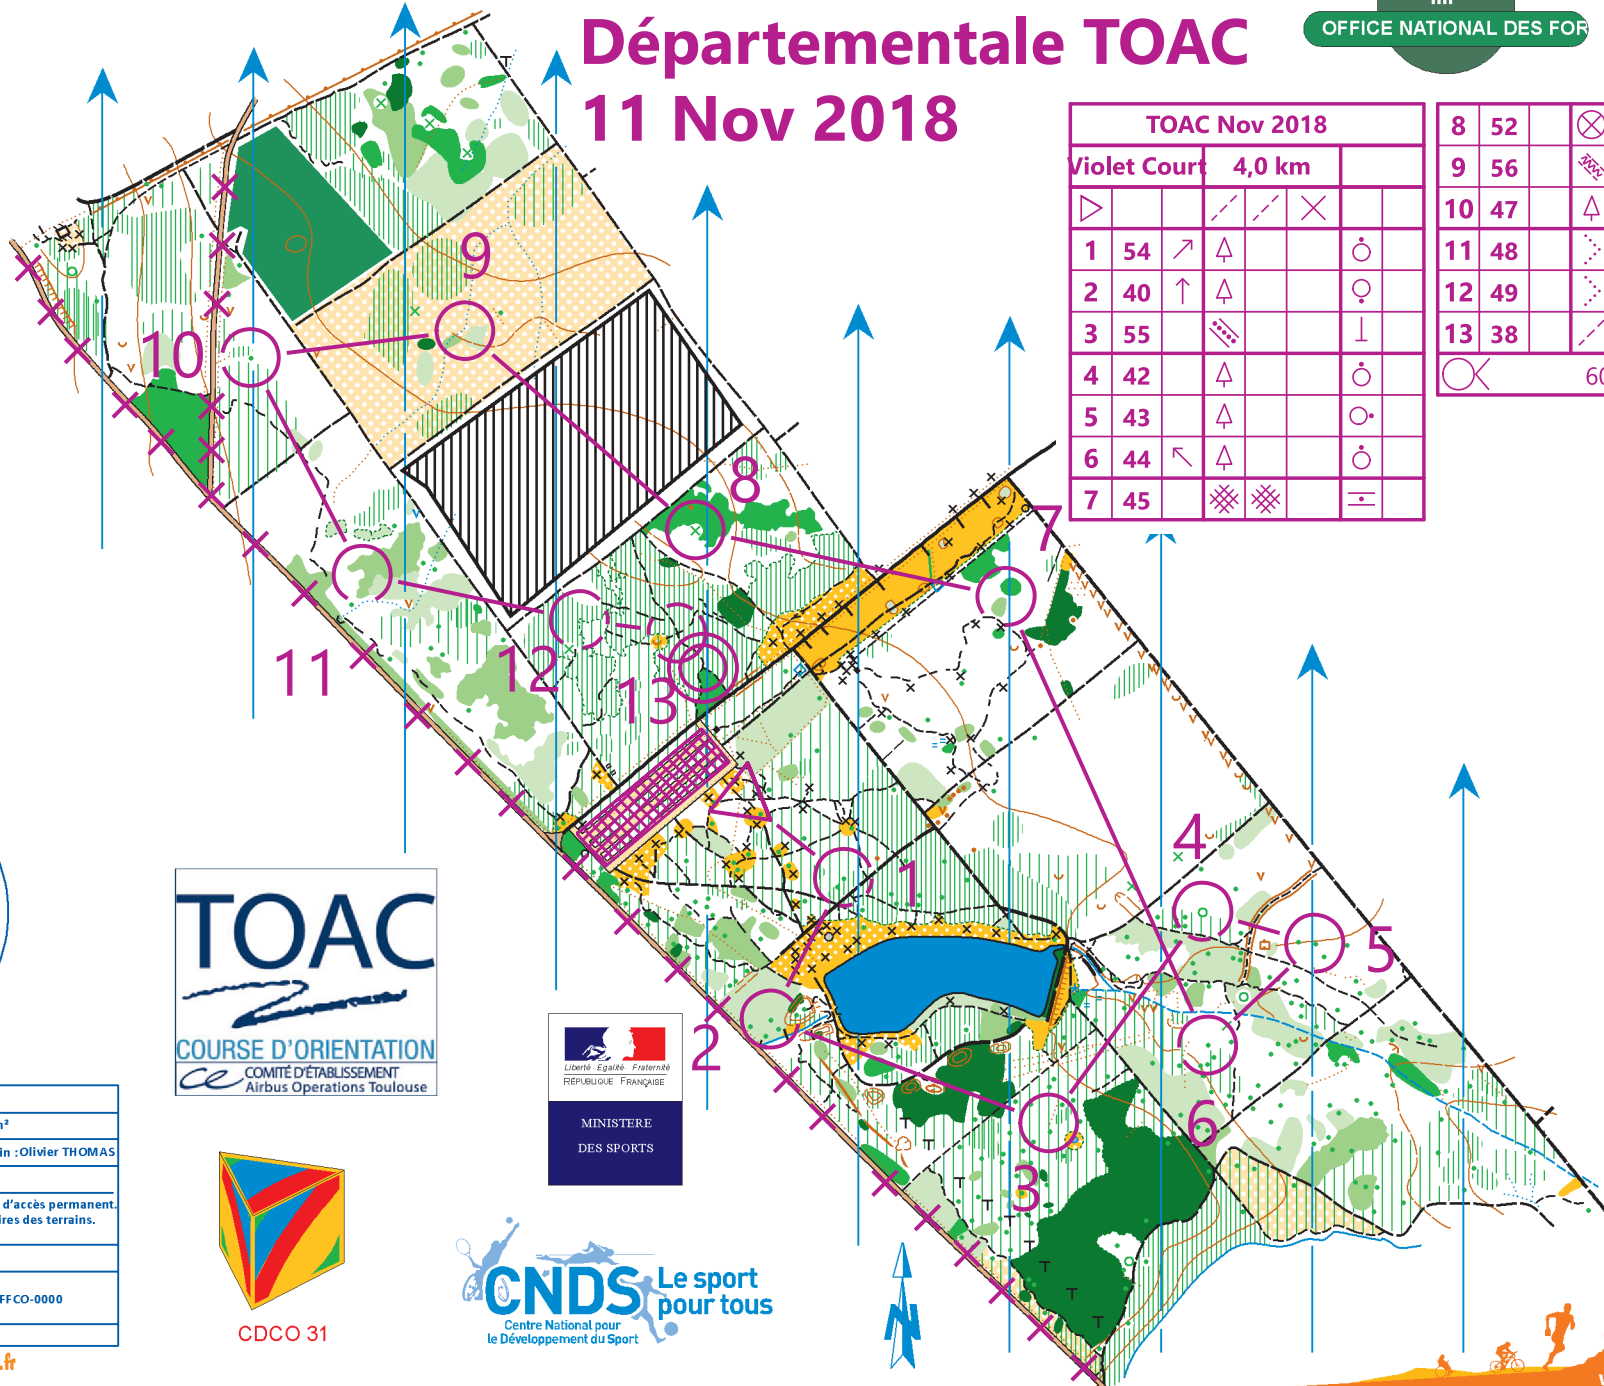 Départementale TOAC
11 Nov 2018
OFFICE NATIONAL DES FOR
TOAC Nov 2018
Violet Court 4,0 km
1 54
2 40
3 55
4 42
5 43
6 44
7 45
8 52
9 56
10 47
11 48
12 49
13 38
60
9
10
8
7
11
12
13
4
1
5
2
6
3
TOAC
COURSE D'ORIENTATION
ce COMITÉ D'ÉTABLISSEMENT
Airbus Operations Toulouse
Liberté · Egalité · Fraternité
RÉPUBLIQUE FRANÇAISE
MINISTERE
DES SPORTS
in :Olivier THOMAS
d'accès permanent.
ires des terrains.
FFCO-0000
.fr
CDCO 31
CNDS
Le sport
pour tous
Centre National pour
le Développement du Sport
N